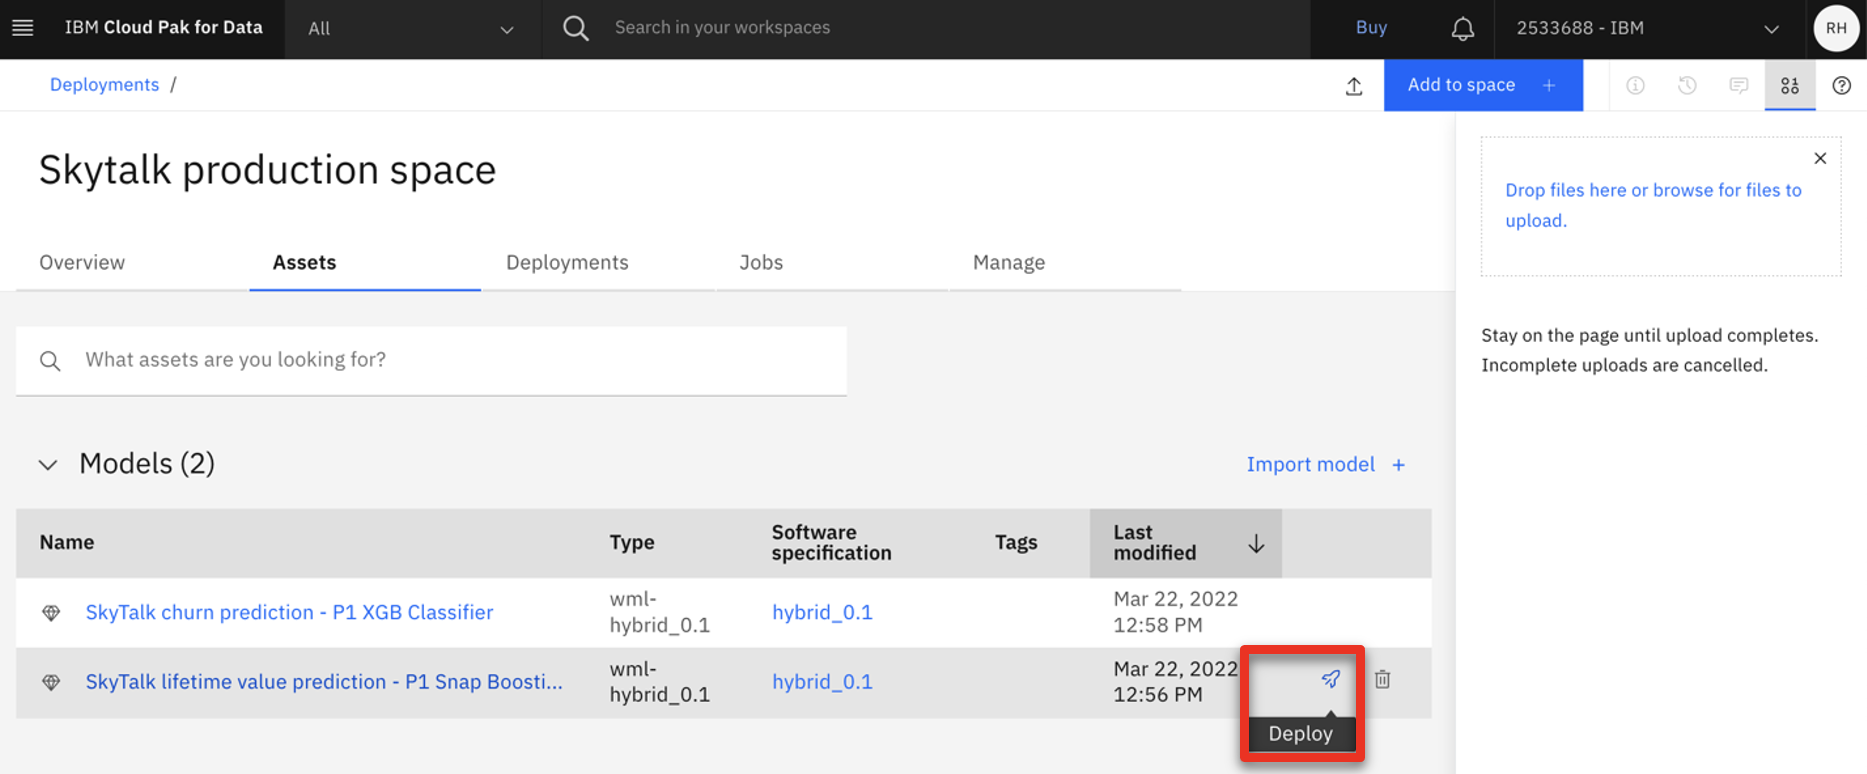 IBM Cloud Pak for Data All Search in your workspaces Buy 2533688 - IBM RH
Deployments / Add to space +
Skytalk production space
Drop files here or browse for files to
upload.
Overview Assets Deployments Jobs Manage
Stay on the page until upload completes.
Incomplete uploads are cancelled.
What assets are you looking for?
Models (2) Import model +
Name Type Software specification Tags Last modified
SkyTalk churn prediction - P1 XGB Classifier wml-hybrid_0.1 hybrid_0.1 Mar 22, 2022 12:58 PM
SkyTalk lifetime value prediction - P1 Snap Boosti... wml-hybrid_0.1 hybrid_0.1 Mar 22, 2022 12:56 PM
Deploy